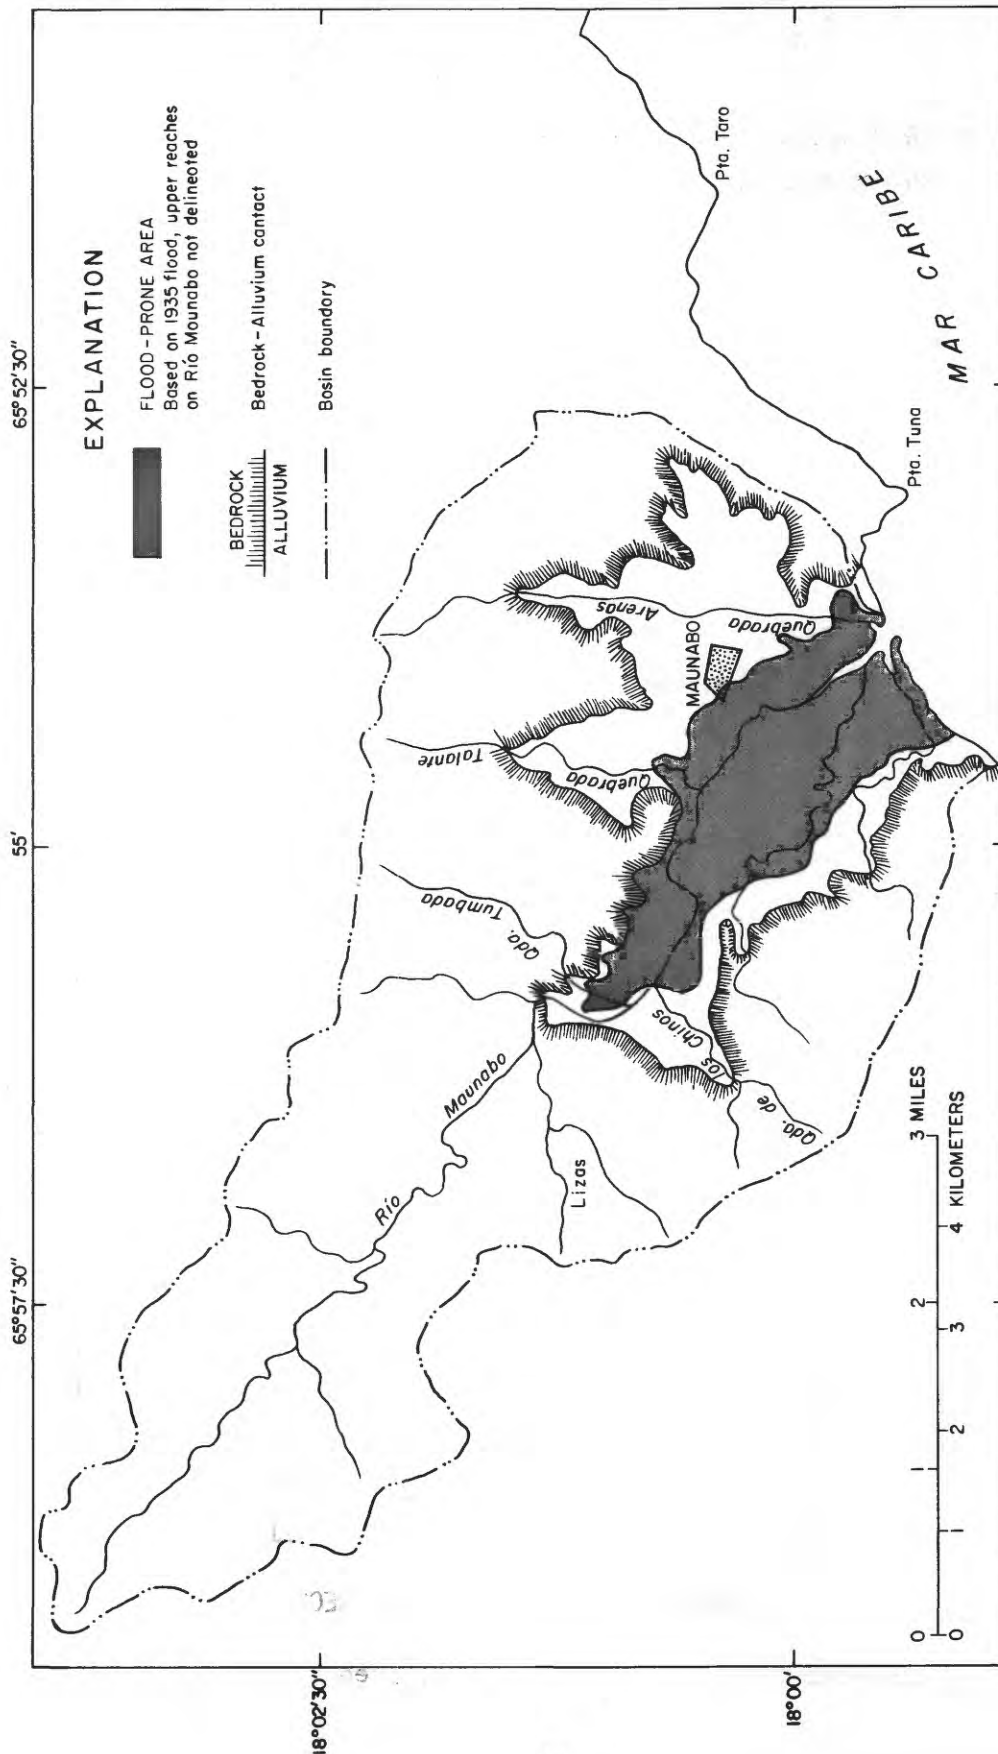 65°57'30"
55'
65°52'30"
18°02'30"
18°00'
EXPLANATION
FLOOD-PRONE AREA
Based on 1935 flood, upper reaches
on Río Mounabo not delineoted
BEDROCK
ALLUVIUM
Bedrock-Alluvium contact
Basin boundary
Río Maunabo
Lizas
Qda. Tumbada
Quebrada Talante
Quebrada Arenas
MAUNABO
Qda. de los Chinos
Pta. Taro
Pta. Tuna
MAR CARIBE
0 1 2 3 MILES
0 1 2 3 4 KILOMETERS